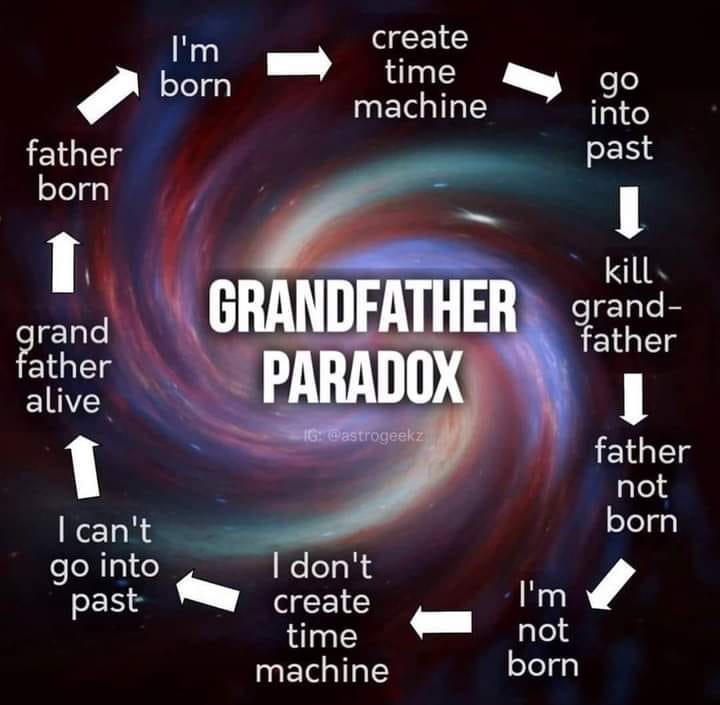 I'm
born
create
time
machine
go
into
past
kill
grand-
father
father
not
born
I'm
not
born
I don't
create
time
machine
I can't
go into
past
grand
father
alive
father
born
GRANDFATHER
PARADOX
IG: @astrogeekz